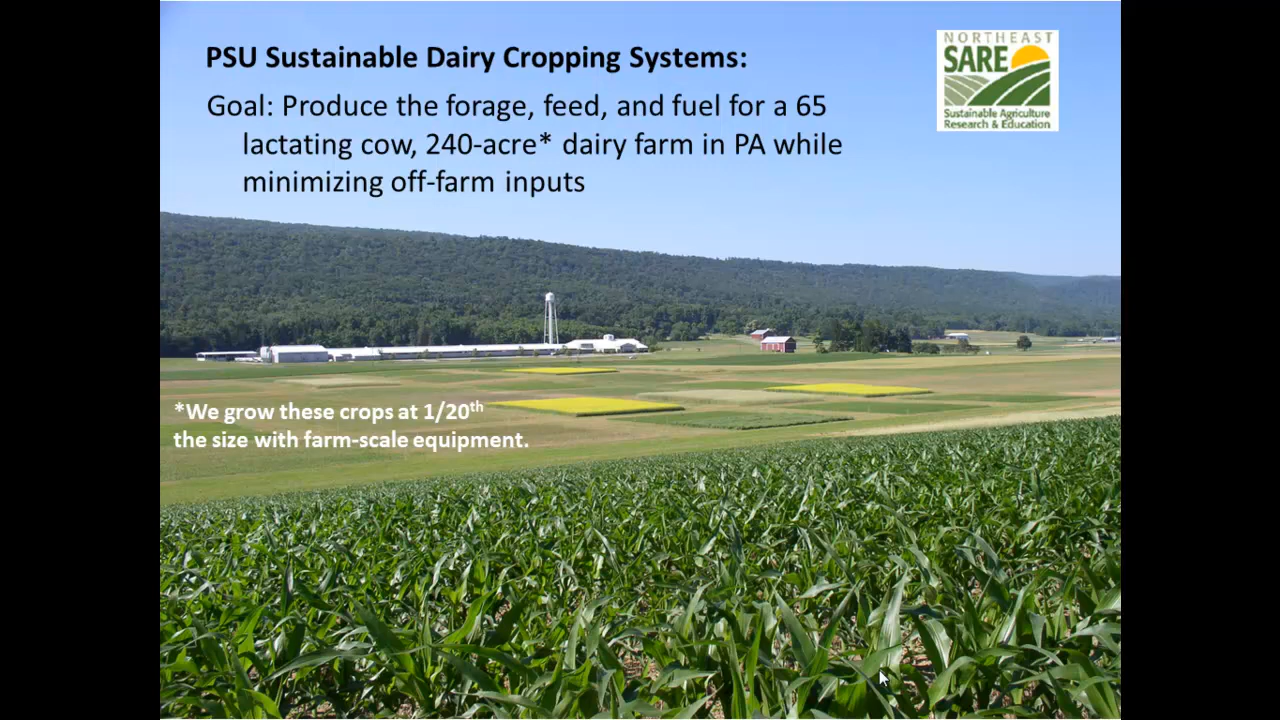 PSU Sustainable Dairy Cropping Systems:
Goal: Produce the forage, feed, and fuel for a 65
lactating cow, 240-acre* dairy farm in PA while
minimizing off-farm inputs
NORTHEAST
SARE
Sustainable Agriculture
Research & Education
*We grow these crops at 1/20th
the size with farm-scale equipment.